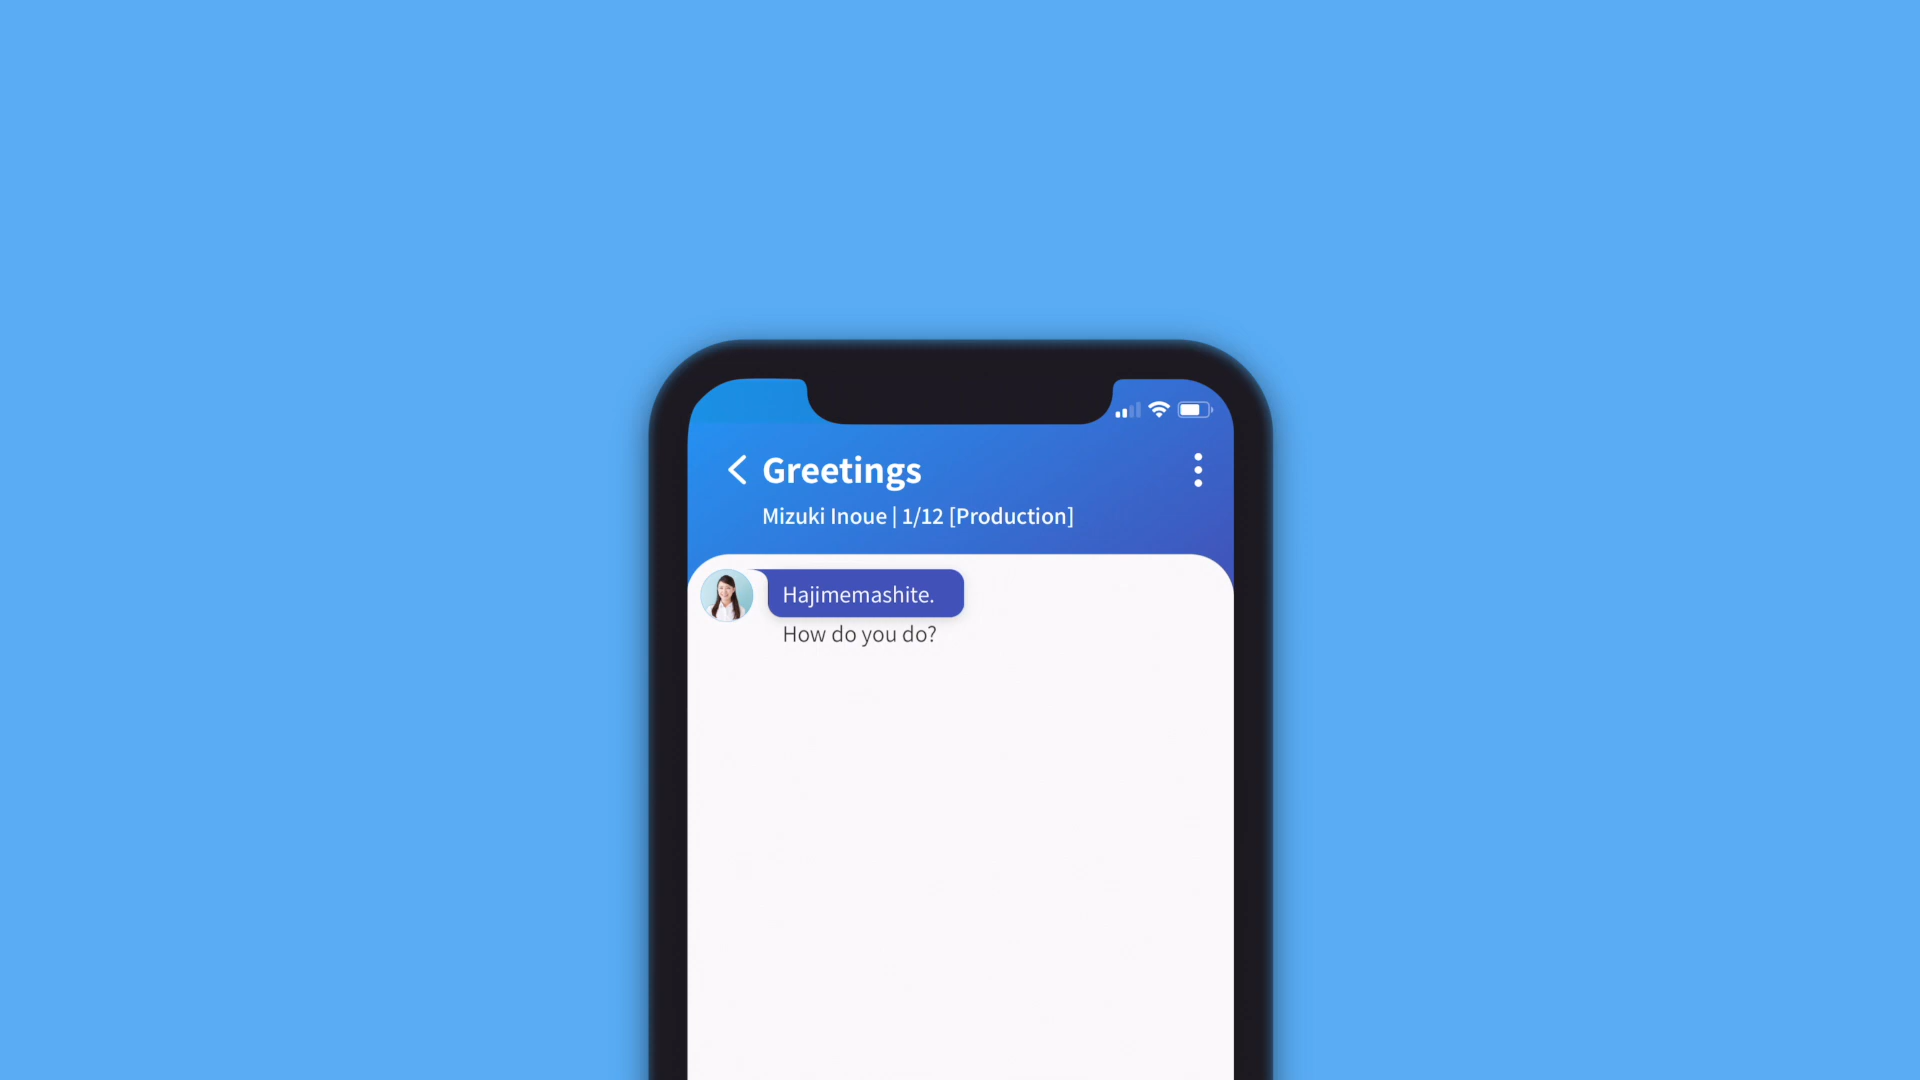 Greetings
Mizuki Inoue | 1/12 [Production]
Hajimemashite.
How do you do?